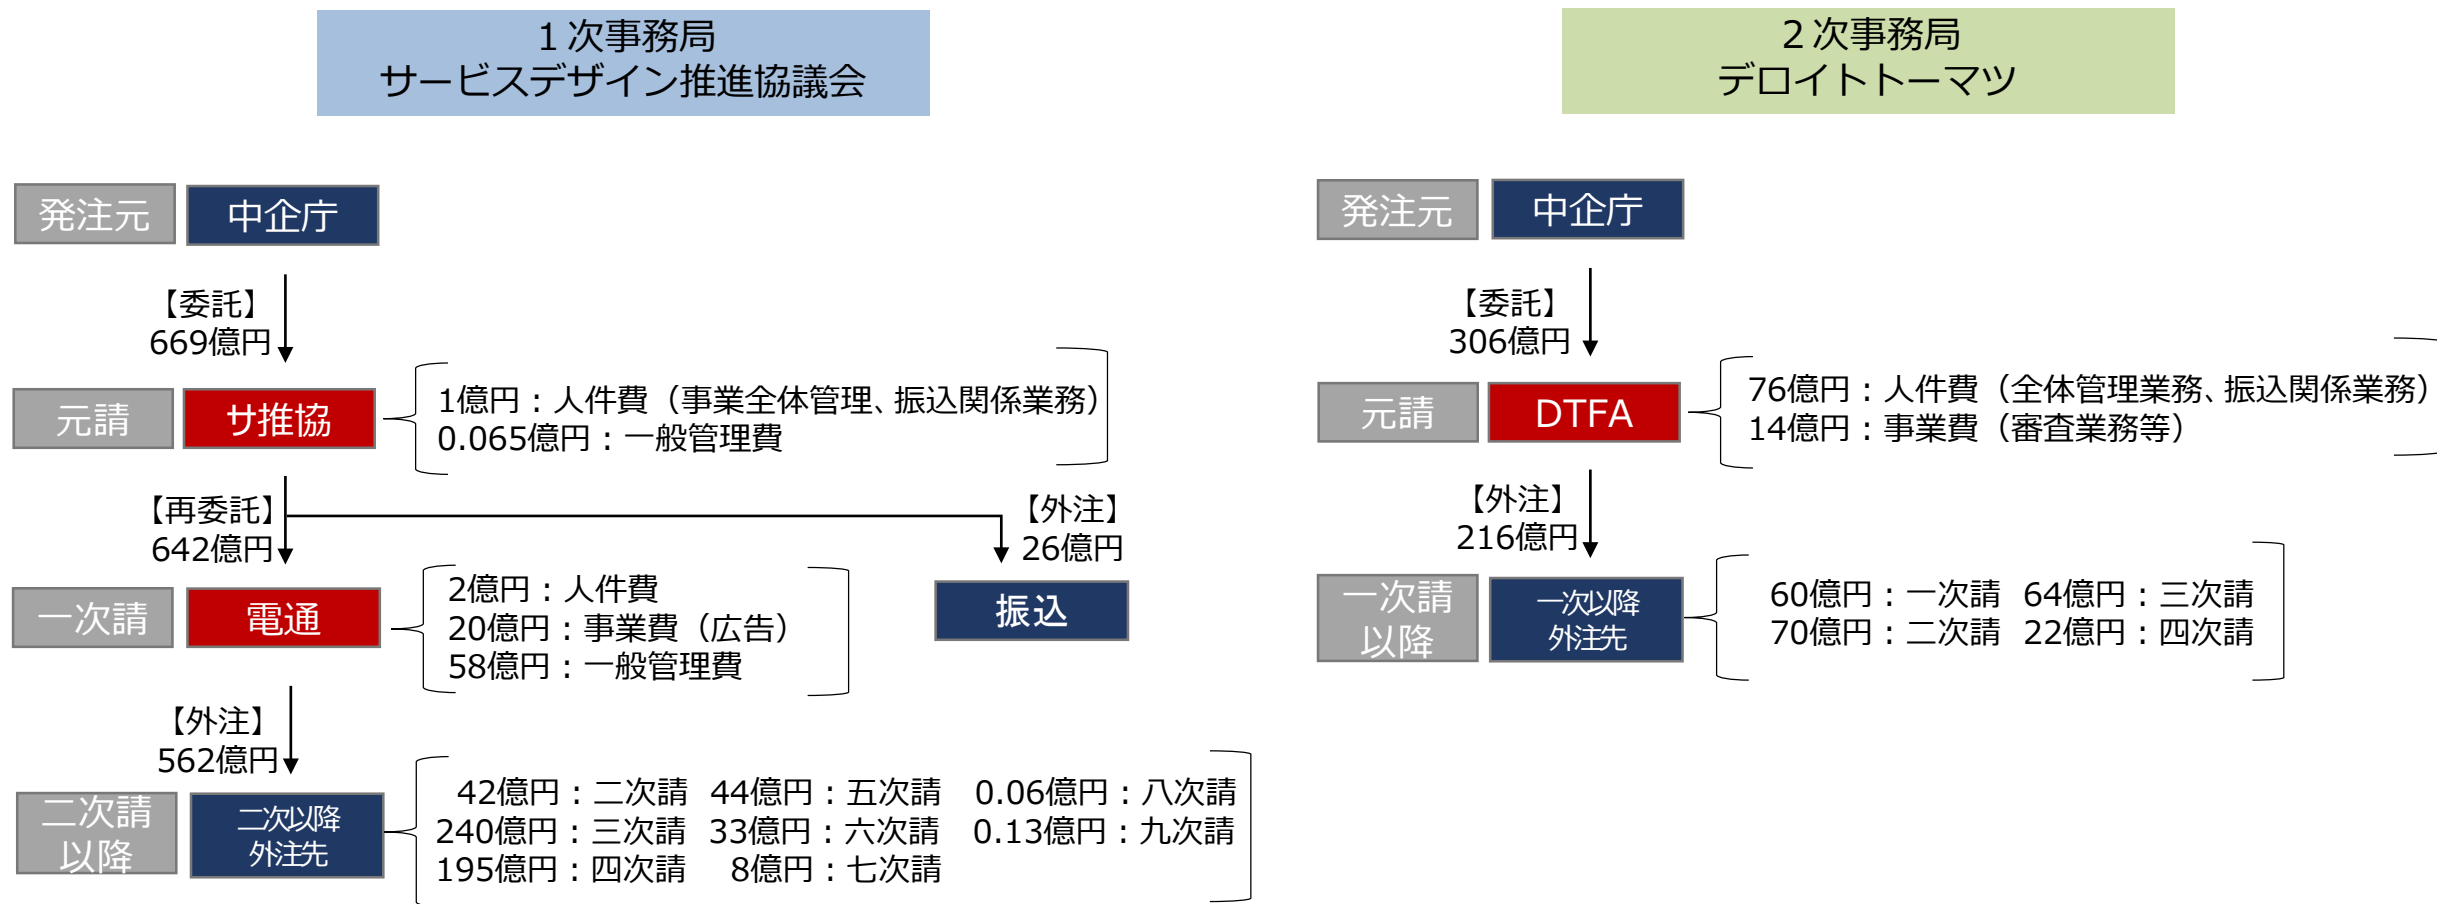 １次事務局
サービスデザイン推進協議会
発注元
中企庁
【委託】
669億円
元請
サ推協
1億円：人件費（事業全体管理、振込関係業務）
0.065億円：一般管理費
【再委託】
642億円
【外注】
26億円
一次請
電通
2億円：人件費
20億円：事業費（広告）
58億円：一般管理費
振込
【外注】
562億円
二次請
以降
二次以降
外注先
42億円：二次請 44億円：五次請 0.06億円：八次請
240億円：三次請 33億円：六次請 0.13億円：九次請
195億円：四次請 8億円：七次請
２次事務局
デロイトトーマツ
発注元
中企庁
【委託】
306億円
元請
DTFA
76億円：人件費（全体管理業務、振込関係業務）
14億円：事業費（審査業務等）
【外注】
216億円
一次請
以降
一次以降
外注先
60億円：一次請 64億円：三次請
70億円：二次請 22億円：四次請